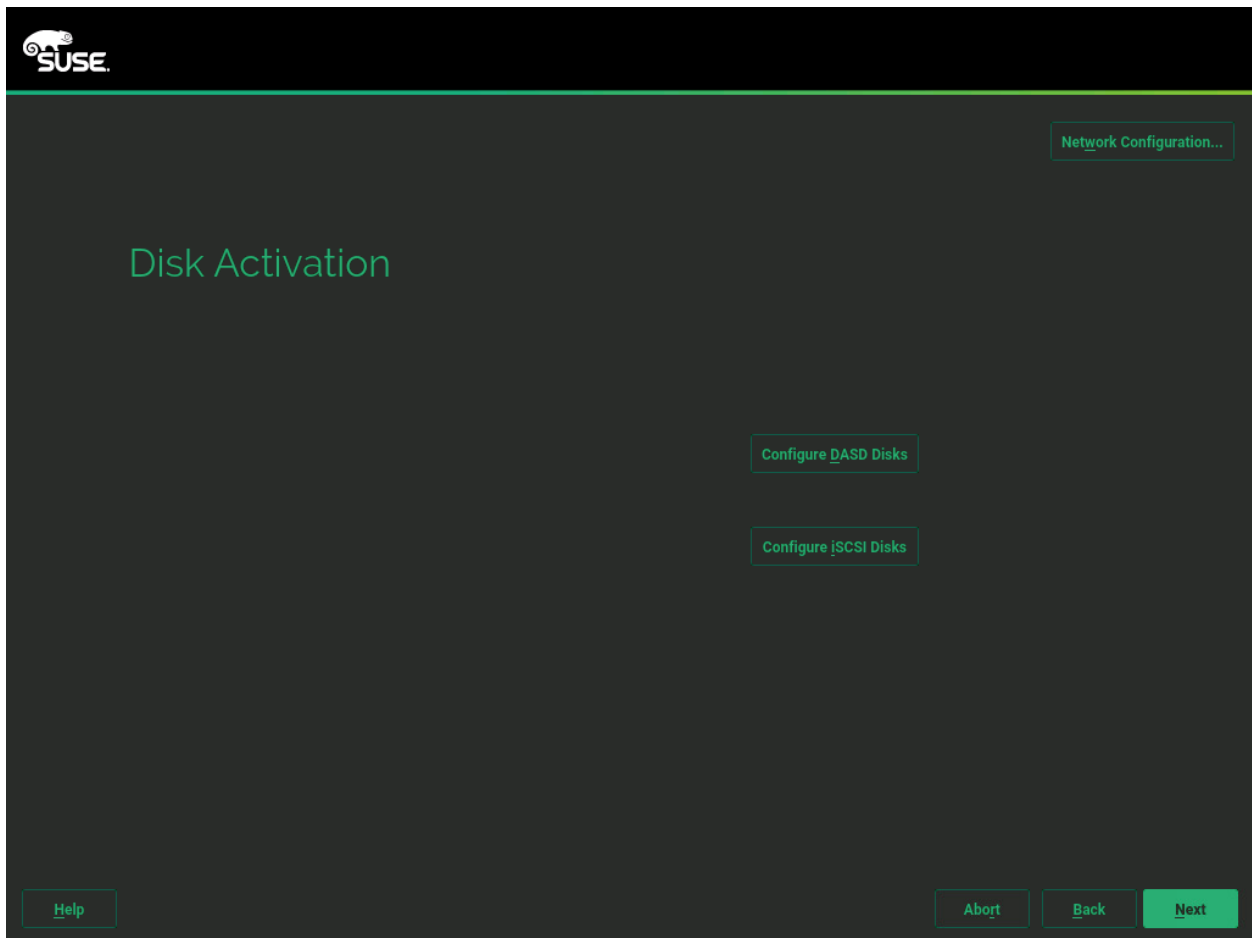 SUSE.
Network Configuration...
Disk Activation
Configure DASD Disks
Configure iSCSI Disks
Help
Abort
Back
Next